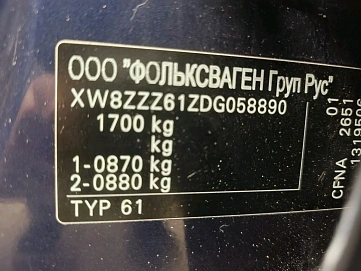 ООО "ФОЛЬКСВАГЕН Груп Рус"
XW8ZZZ61ZDG058890
1700 kg
kg
1-0870 kg
2-0880 kg
TYP 61
01
2651
CFNA